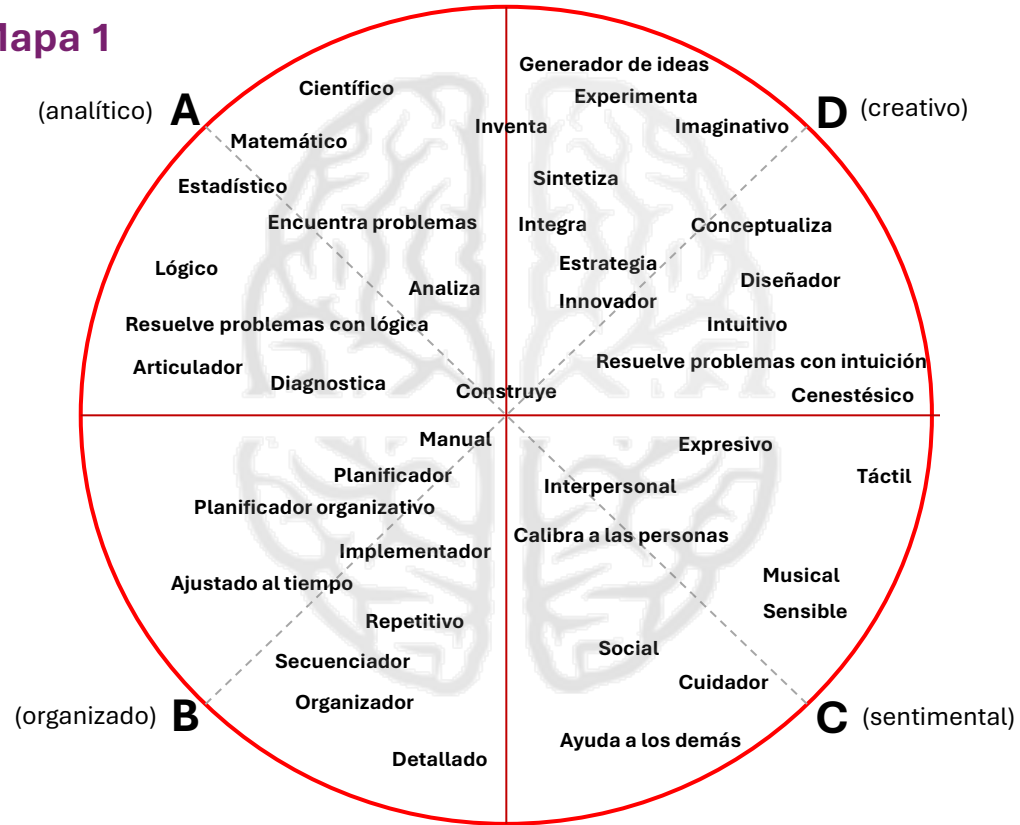 Mapa 1
Generador de ideas
Científico
Experimenta
(analítico) A
D (creativo)
Inventa
Imaginativo
Matemático
Sintetiza
Estadístico
Encuentra problemas
Integra
Conceptualiza
Lógico
Estrategia
Diseñador
Analiza
Innovador
Resuelve problemas con lógica
Intuitivo
Resuelve problemas con intuición
Articulador
Diagnostica
Construye
Cenestésico
Manual
Expresivo
Planificador
Táctil
Interpersonal
Planificador organizativo
Calibra a las personas
Implementador
Ajustado al tiempo
Musical
Sensible
Repetitivo
Social
Secuenciador
Cuidador
Organizador
(organizado) B
C (sentimental)
Ayuda a los demás
Detallado